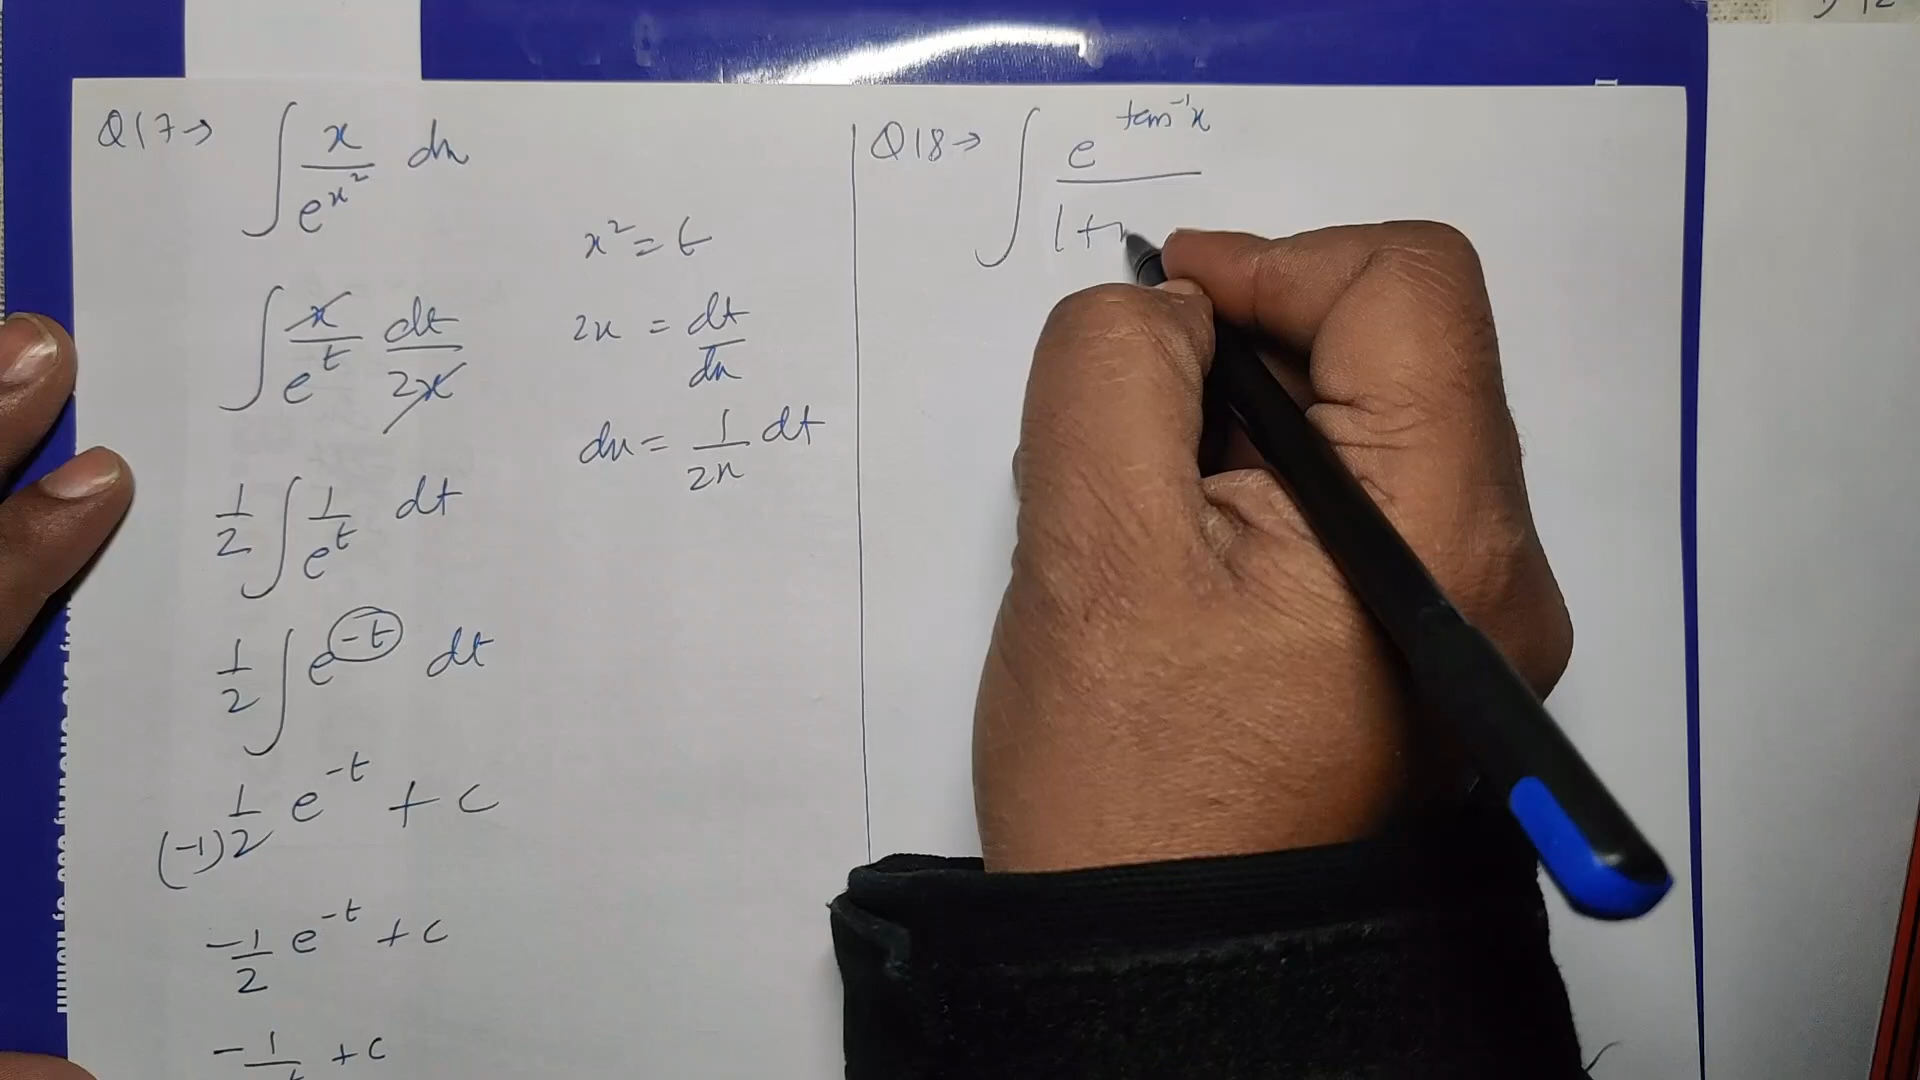 Q17→ ∫ x/e^(x²) dx
x² = t
∫ x/e^t dt/2x
2x = dt/dx
dx = 1/2x dt
1/2 ∫ 1/e^t dt
1/2 ∫ e^(-t) dt
1/(-1)2 e^(-t) + c
-1/2 e^(-t) + c
-1/ + c
Q18→ ∫ e^(tan⁻¹x)/1+x